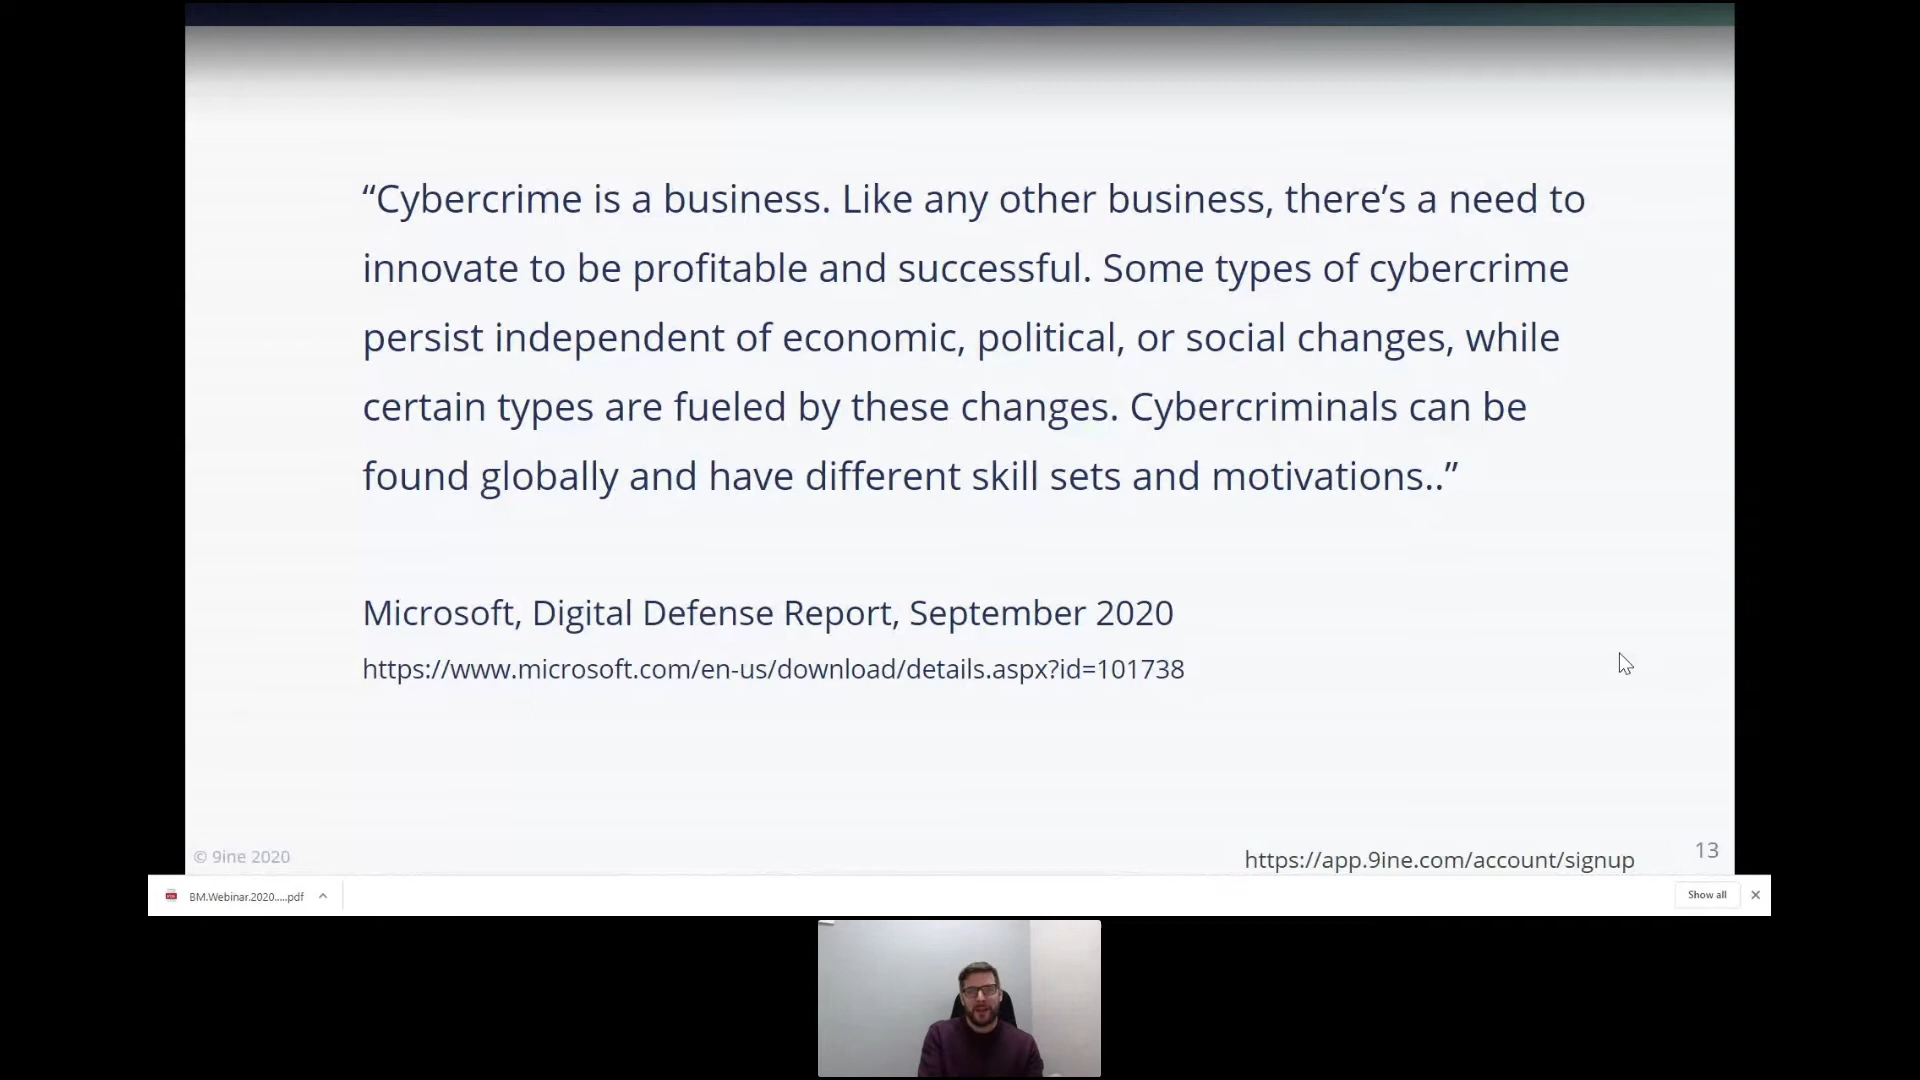 “Cybercrime is a business. Like any other business, there’s a need to
innovate to be profitable and successful. Some types of cybercrime
persist independent of economic, political, or social changes, while
certain types are fueled by these changes. Cybercriminals can be
found globally and have different skill sets and motivations..”
Microsoft, Digital Defense Report, September 2020
https://www.microsoft.com/en-us/download/details.aspx?id=101738
© 9ine 2020
https://app.9ine.com/account/signup
13
BM.Webinar.2020.....pdf
Show all